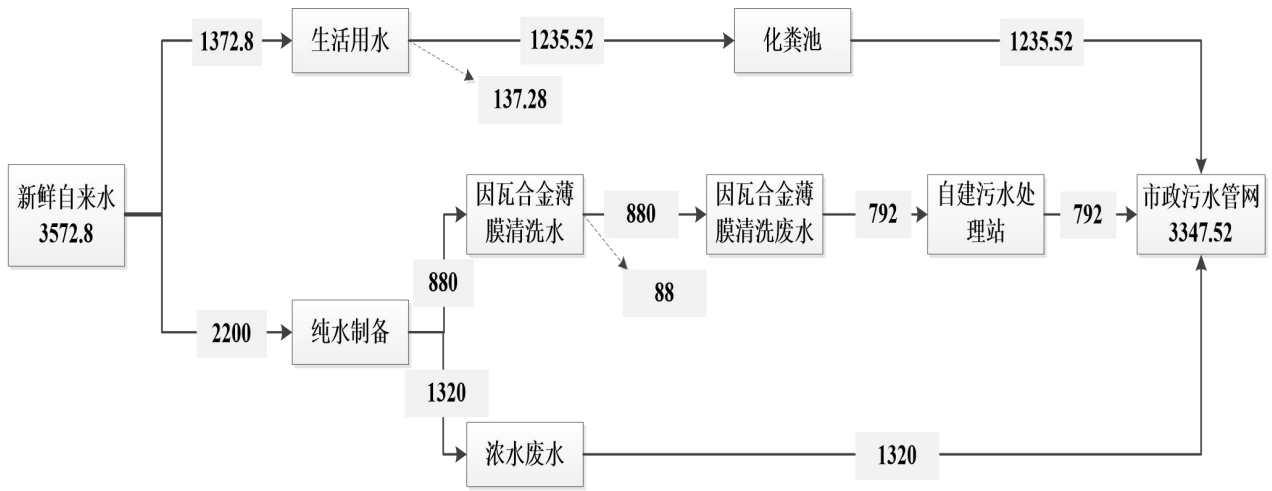 1372.8
生活用水
1235.52
化粪池
1235.52
137.28
新鲜自来水
3572.8
因瓦合金薄
膜清洗水
880
因瓦合金薄
膜清洗废水
792
自建污水处
理站
792
市政污水管网
3347.52
880
88
2200
纯水制备
1320
浓水废水
1320